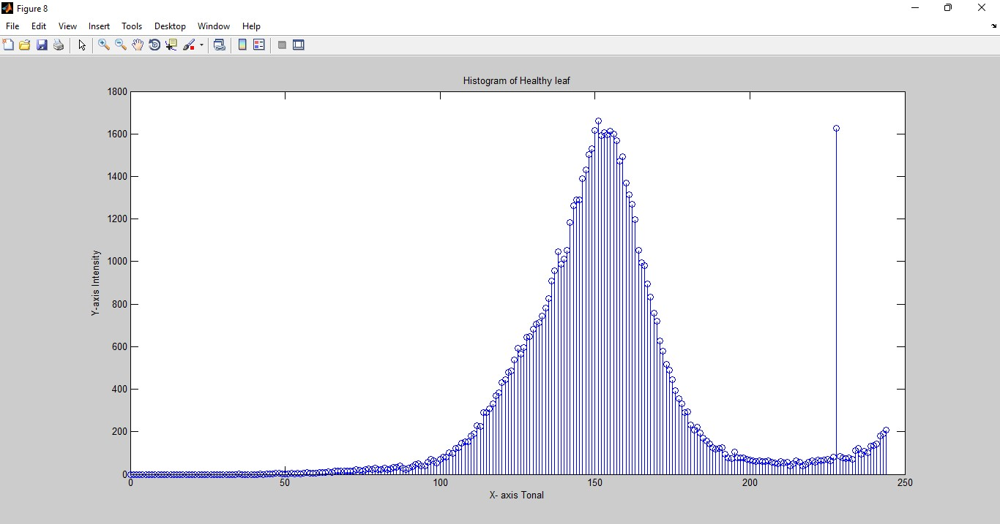 Figure 8
File Edit View Insert Tools Desktop Window Help
Histogram of Healthy leaf
1800
1600
1400
1200
1000
800
600
400
200
0
Y-axis Intensity
0 50 100 150 200 250
X- axis Tonal